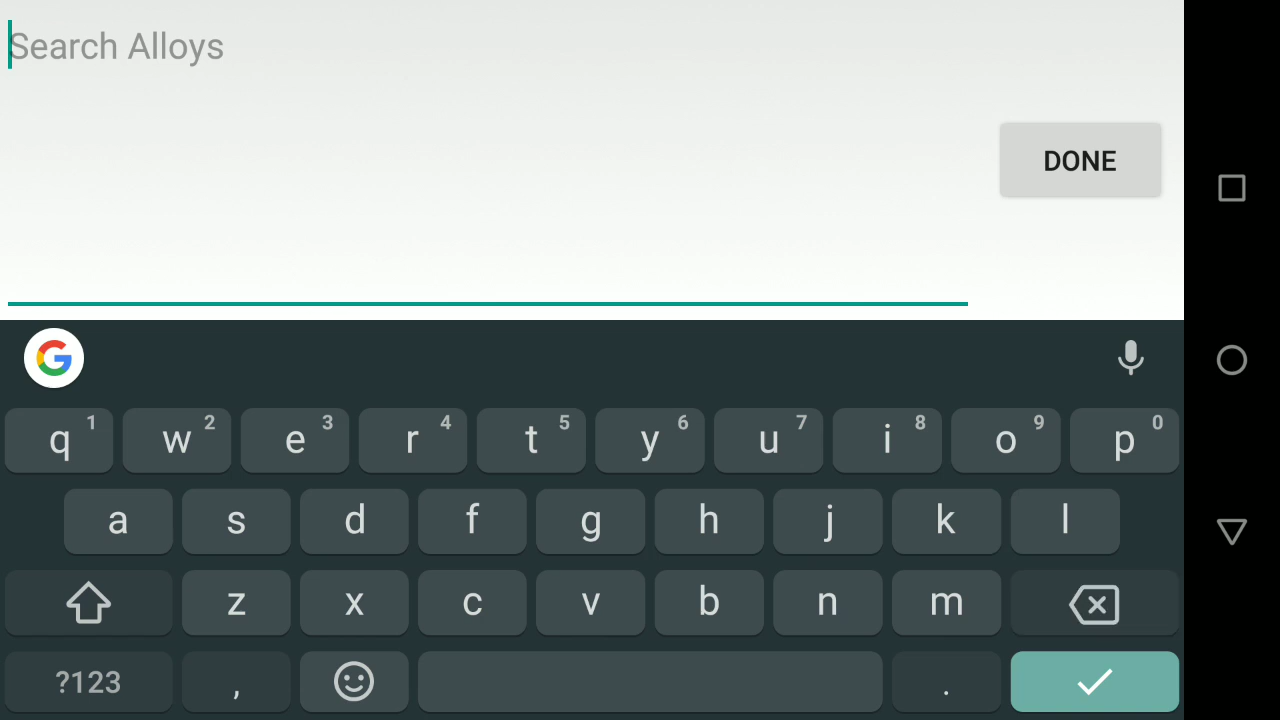 Search Alloys
DONE
q 1 w 2 e 3 r 4 t 5 y 6 u 7 i 8 o 9 p 0
a s d f g h j k l
z x c v b n m
?123 , .